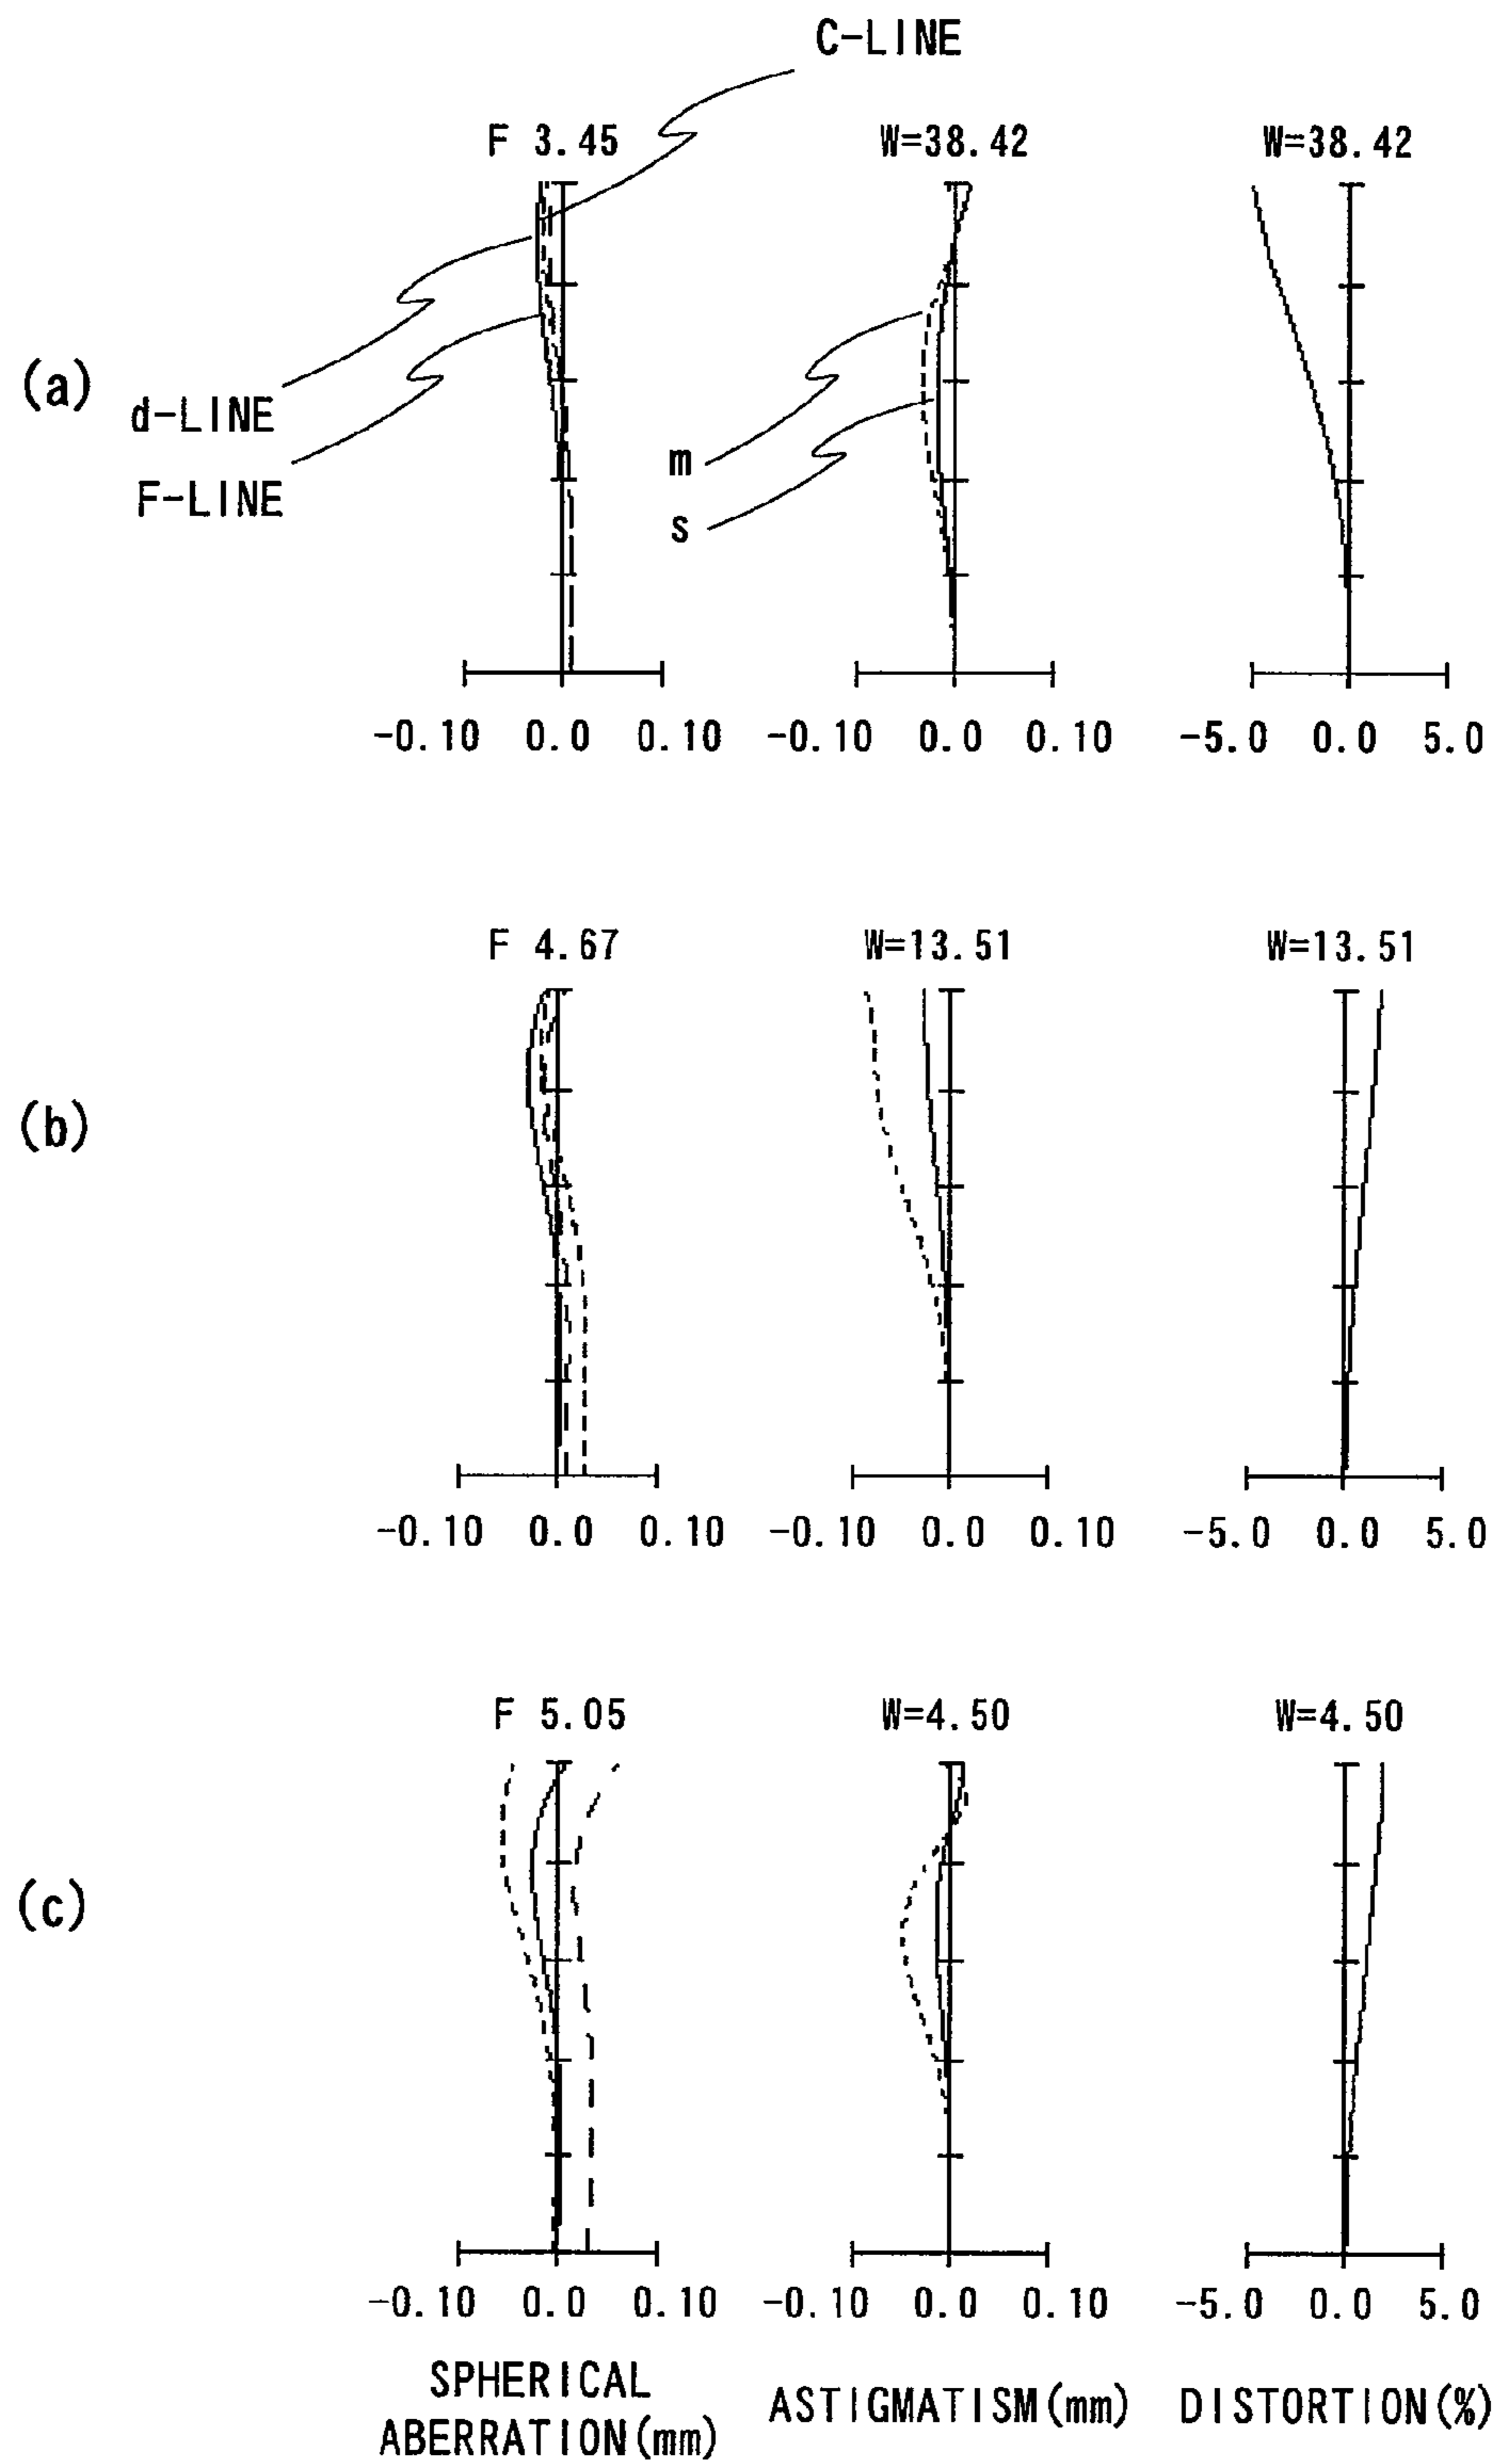 C-LINE
F 3.45 W=38.42 W=38.42
(a)
d-LINE
F-LINE
m
s
-0.10 0.0 0.10 -0.10 0.0 0.10 -5.0 0.0 5.0
F 4.67 W=13.51 W=13.51
(b)
-0.10 0.0 0.10 -0.10 0.0 0.10 -5.0 0.0 5.0
F 5.05 W=4.50 W=4.50
(c)
-0.10 0.0 0.10 -0.10 0.0 0.10 -5.0 0.0 5.0
SPHERICAL
ABERRATION(mm) ASTIGMATISM(mm) DISTORTION(%)